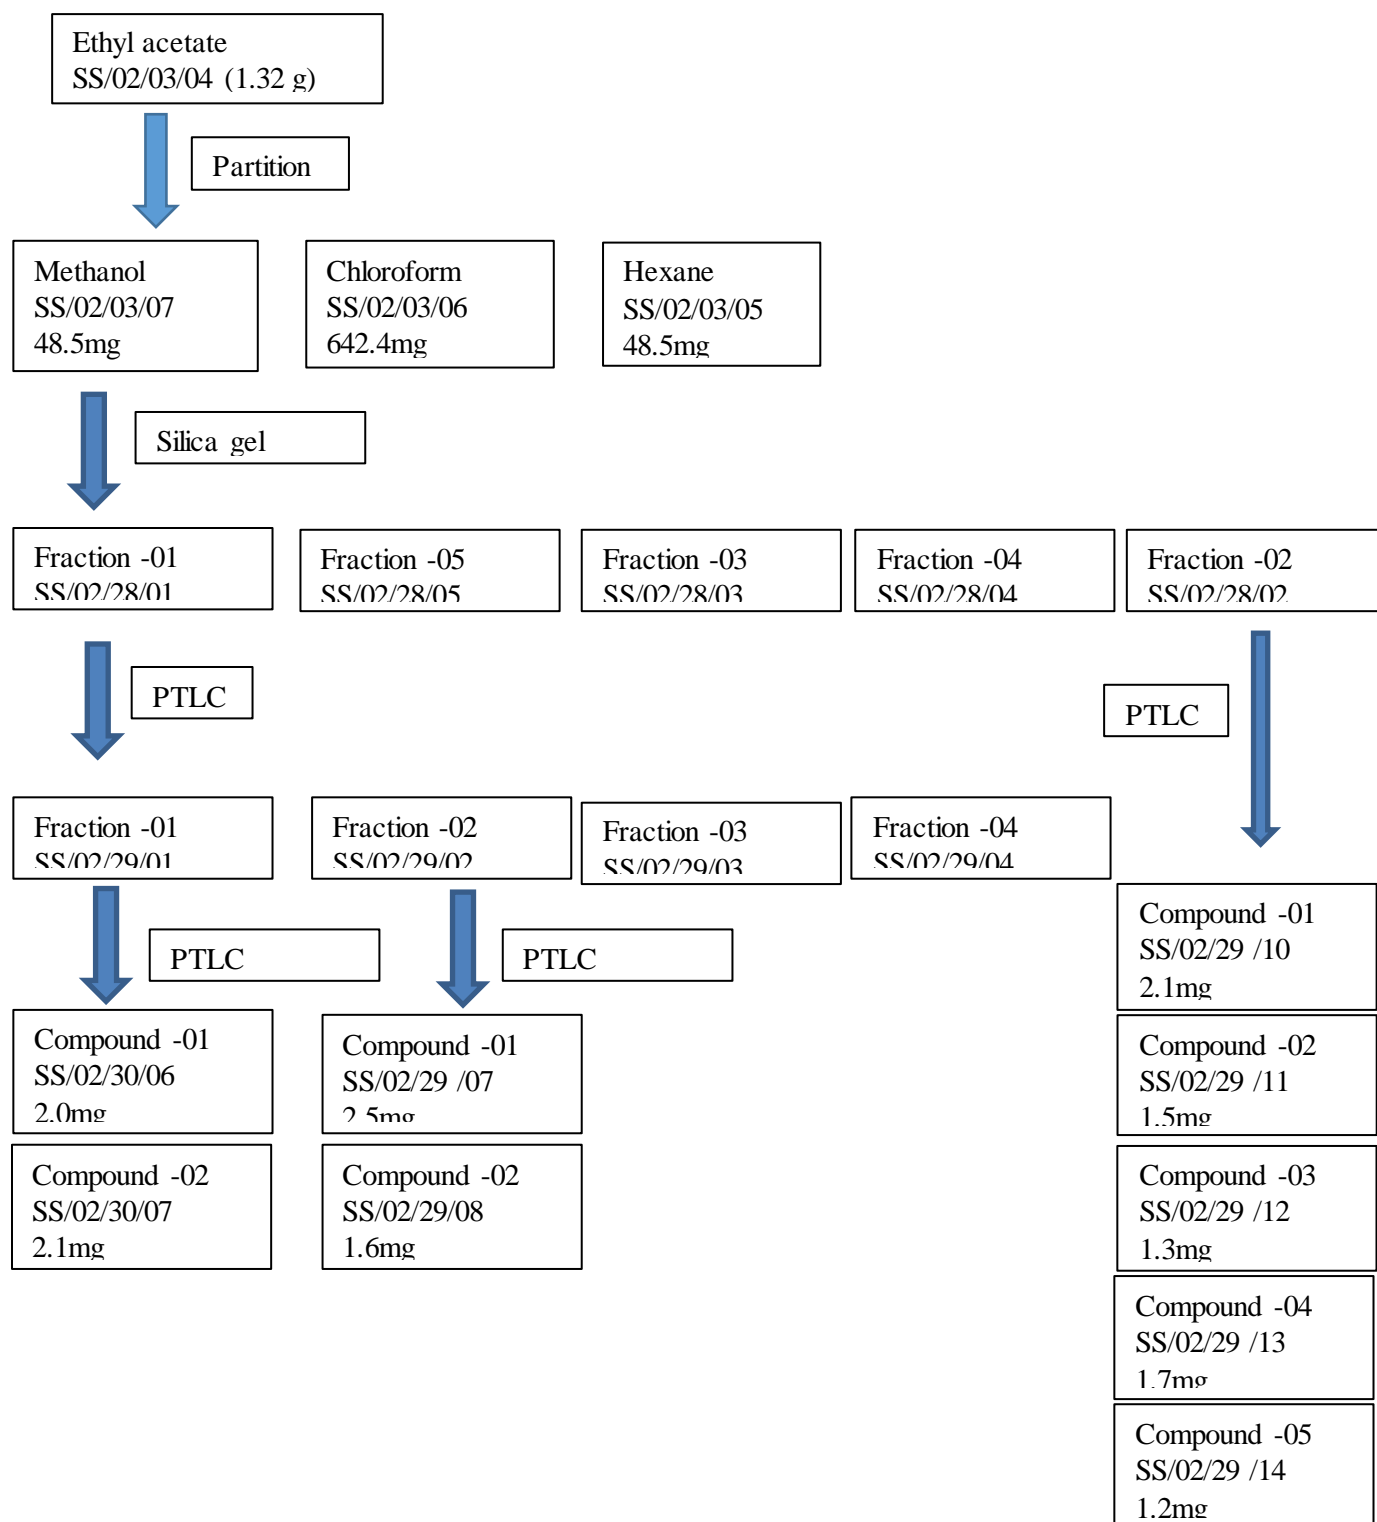 Ethyl acetate
SS/02/03/04 (1.32 g)
Partition
Methanol
SS/02/03/07
48.5mg
Chloroform
SS/02/03/06
642.4mg
Hexane
SS/02/03/05
48.5mg
Silica gel
Fraction -01
SS/02/28/01
Fraction -05
SS/02/28/05
Fraction -03
SS/02/28/03
Fraction -04
SS/02/28/04
Fraction -02
SS/02/28/02
PTLC
PTLC
Fraction -01
SS/02/29/01
Fraction -02
SS/02/29/02
Fraction -03
SS/02/29/03
Fraction -04
SS/02/29/04
PTLC
PTLC
Compound -01
SS/02/30/06
2.0mg
Compound -02
SS/02/30/07
2.1mg
Compound -01
SS/02/29 /07
2.5mg
Compound -02
SS/02/29/08
1.6mg
Compound -01
SS/02/29 /10
2.1mg
Compound -02
SS/02/29 /11
1.5mg
Compound -03
SS/02/29 /12
1.3mg
Compound -04
SS/02/29 /13
1.7mg
Compound -05
SS/02/29 /14
1.2mg